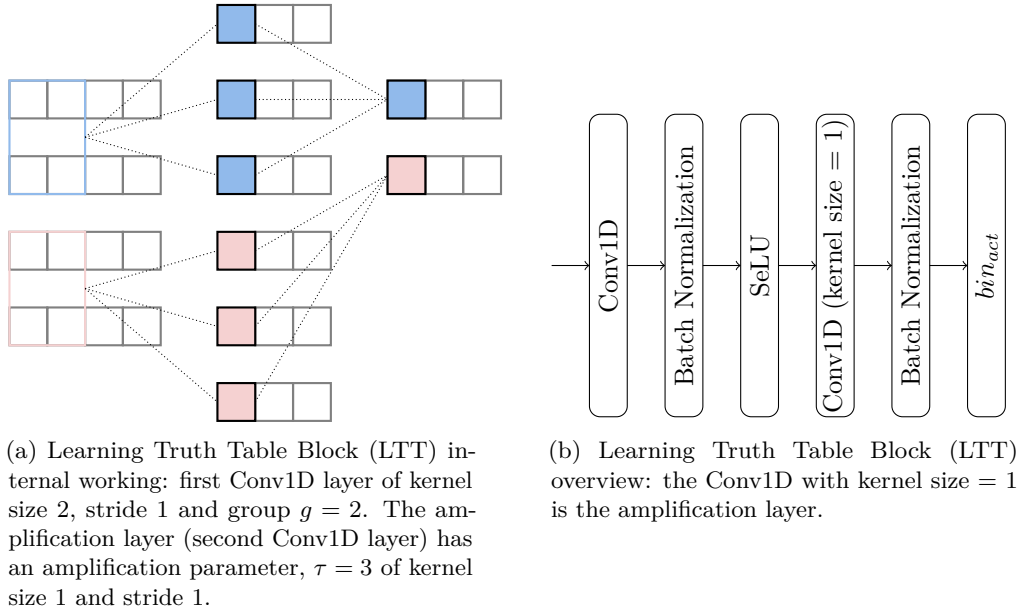 Conv1D
Batch Normalization
SeLU
Conv1D (kernel size = 1)
Batch Normalization
bin_{act}
(a) Learning Truth Table Block (LTT) in-
ternal working: first Conv1D layer of kernel
size 2, stride 1 and group g = 2. The am-
plification layer (second Conv1D layer) has
an amplification parameter, τ = 3 of kernel
size 1 and stride 1.
(b) Learning Truth Table Block (LTT)
overview: the Conv1D with kernel size = 1
is the amplification layer.